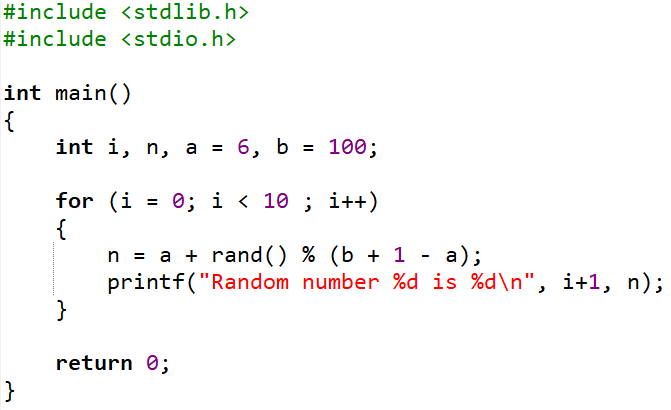 #include <stdlib.h>
#include <stdio.h>

int main()
{
    int i, n, a = 6, b = 100;

    for (i = 0; i < 10 ; i++)
    {
        n = a + rand() % (b + 1 - a);
        printf("Random number %d is %d\n", i+1, n);
    }

    return 0;
}